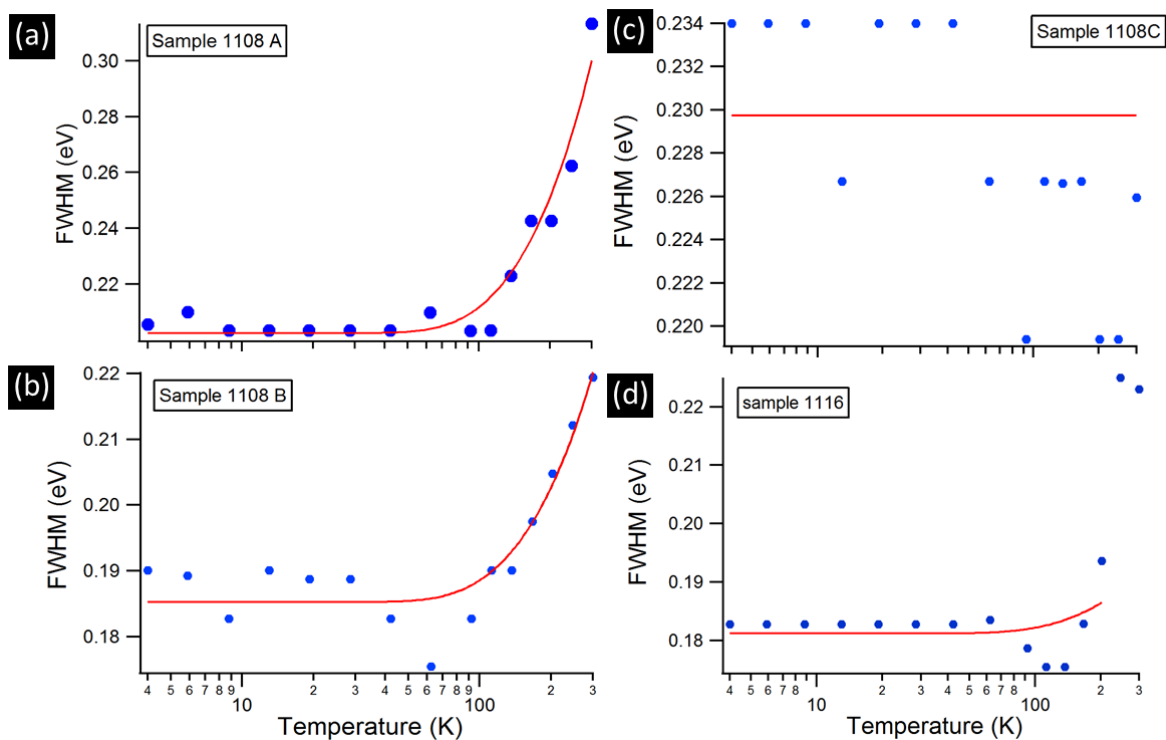 (a)
Sample 1108 A
FWHM (eV)
0.30
0.28
0.26
0.24
0.22
(c)
Sample 1108C
FWHM (eV)
0.234
0.232
0.230
0.228
0.226
0.224
0.222
0.220
10
100
(b)
Sample 1108 B
FWHM (eV)
0.22
0.21
0.20
0.19
0.18
4 5 6 7 8 9 2 3 4 5 6 7 8 9 2 3
10 100
Temperature (K)
(d)
sample 1116
FWHM (eV)
0.22
0.21
0.20
0.19
0.18
4 5 6 7 8 2 3 4 5 6 7 8 2 3
10 100
Temperature (K)